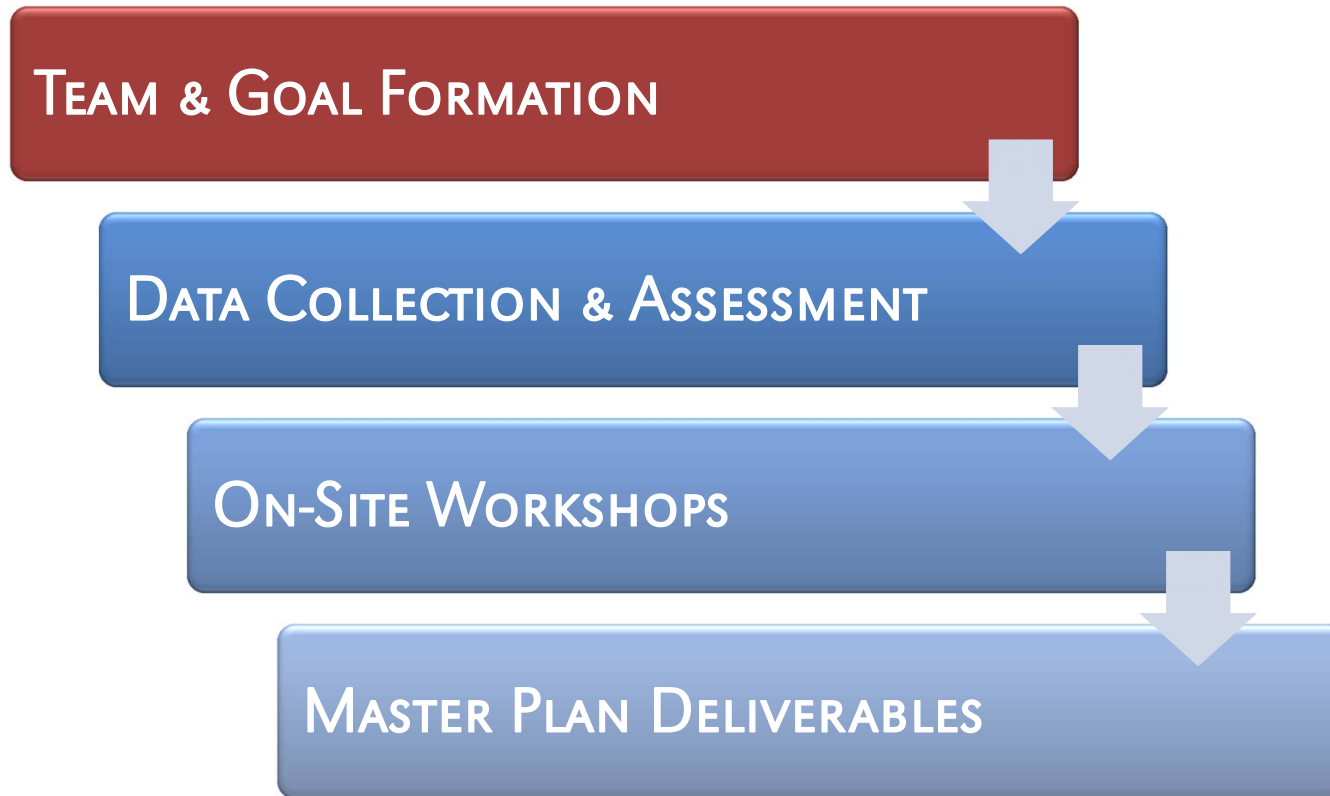 Team & Goal Formation
Data Collection & Assessment
On-Site Workshops
Master Plan Deliverables